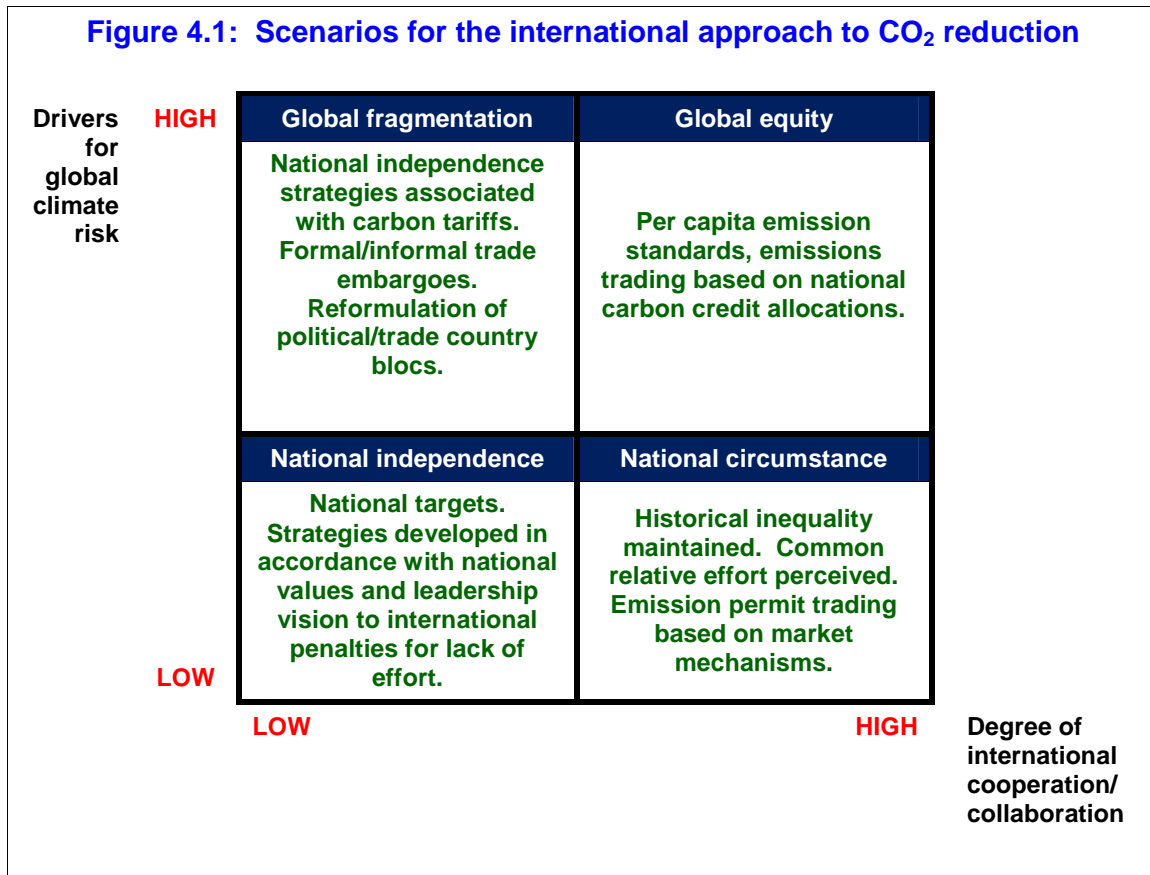 Figure 4.1: Scenarios for the international approach to CO₂ reduction
Drivers
for
global
climate
risk
HIGH
Global fragmentation
National independence
strategies associated
with carbon tariffs.
Formal/informal trade
embargoes.
Reformulation of
political/trade country
blocs.
Global equity
Per capita emission
standards, emissions
trading based on national
carbon credit allocations.
National independence
National targets.
Strategies developed in
accordance with national
values and leadership
vision to international
penalties for lack of
effort.
National circumstance
Historical inequality
maintained. Common
relative effort perceived.
Emission permit trading
based on market
mechanisms.
LOW
LOW
HIGH
Degree of
international
cooperation/
collaboration